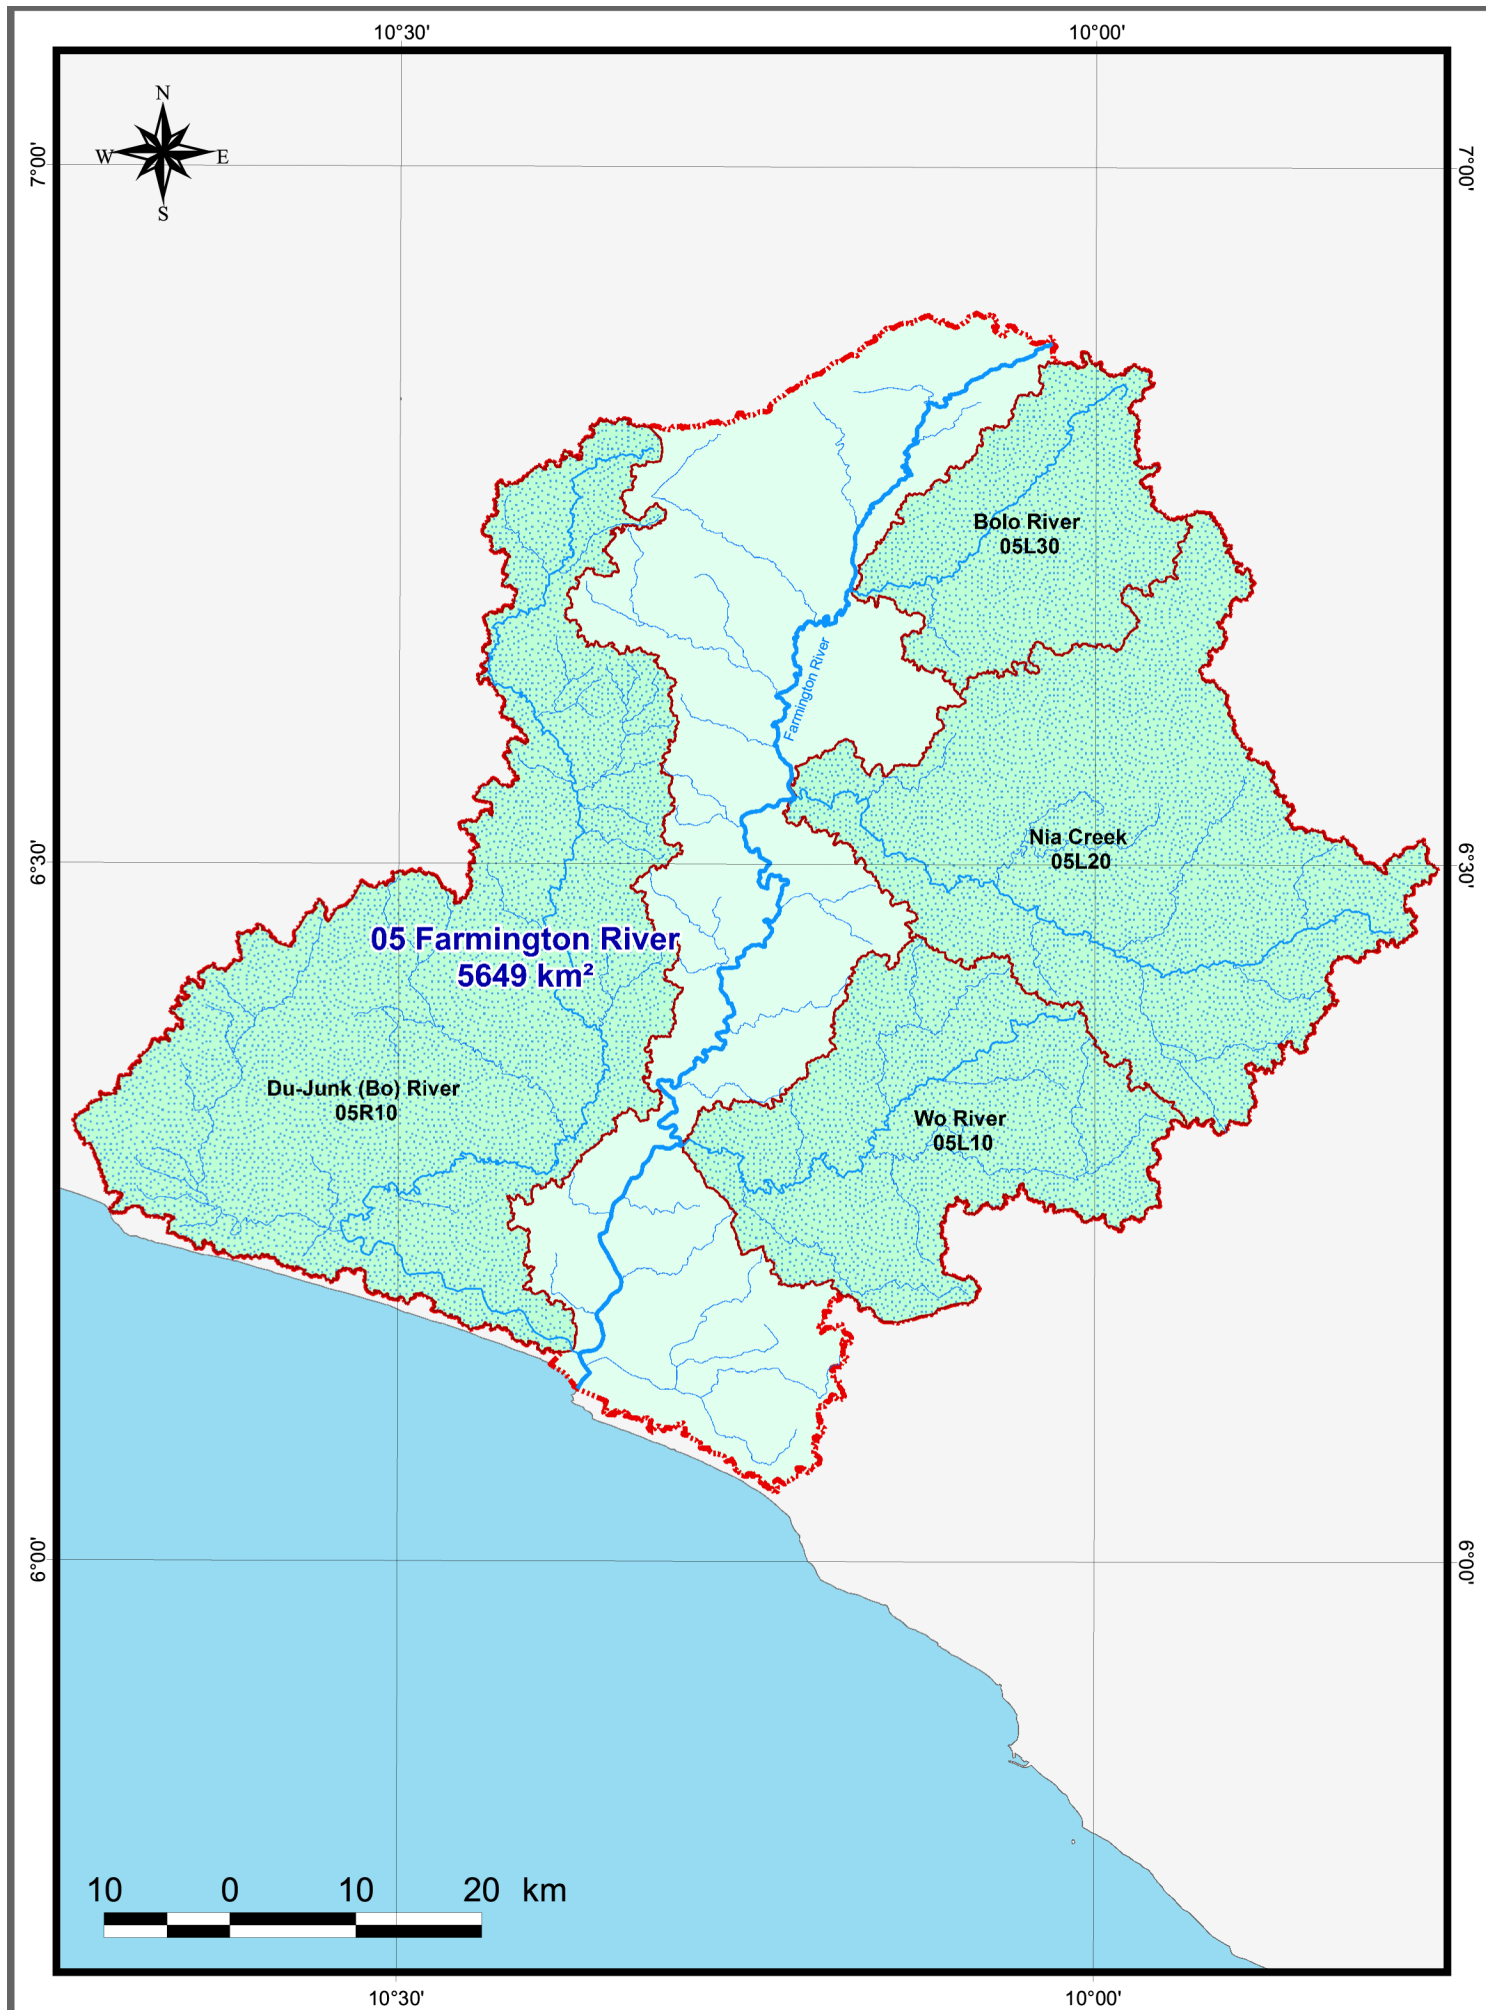 10°30'
10°00'
N
W
E
S
7°00'
7°00'
Bolo River
05L30
Farmington River
Nia Creek
05L20
6°30'
6°30'
05 Farmington River
5649 km²
Du-Junk (Bo) River
05R10
Wo River
05L10
6°00'
6°00'
10 0 10 20 km
10°30'
10°00'